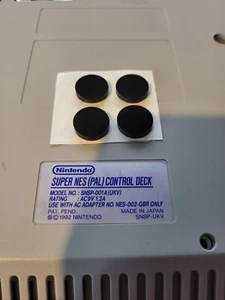 Nintendo
SUPER NES (PAL) CONTROL DECK
MODEL NO. : SNSP-001A (UKV)
RATING : AC9V 1.3A
USE WITH AC ADAPTER NO. NES-002-GBR ONLY
PAT. PEND. MADE IN JAPAN
©1992 NINTENDO SNSP-UKV